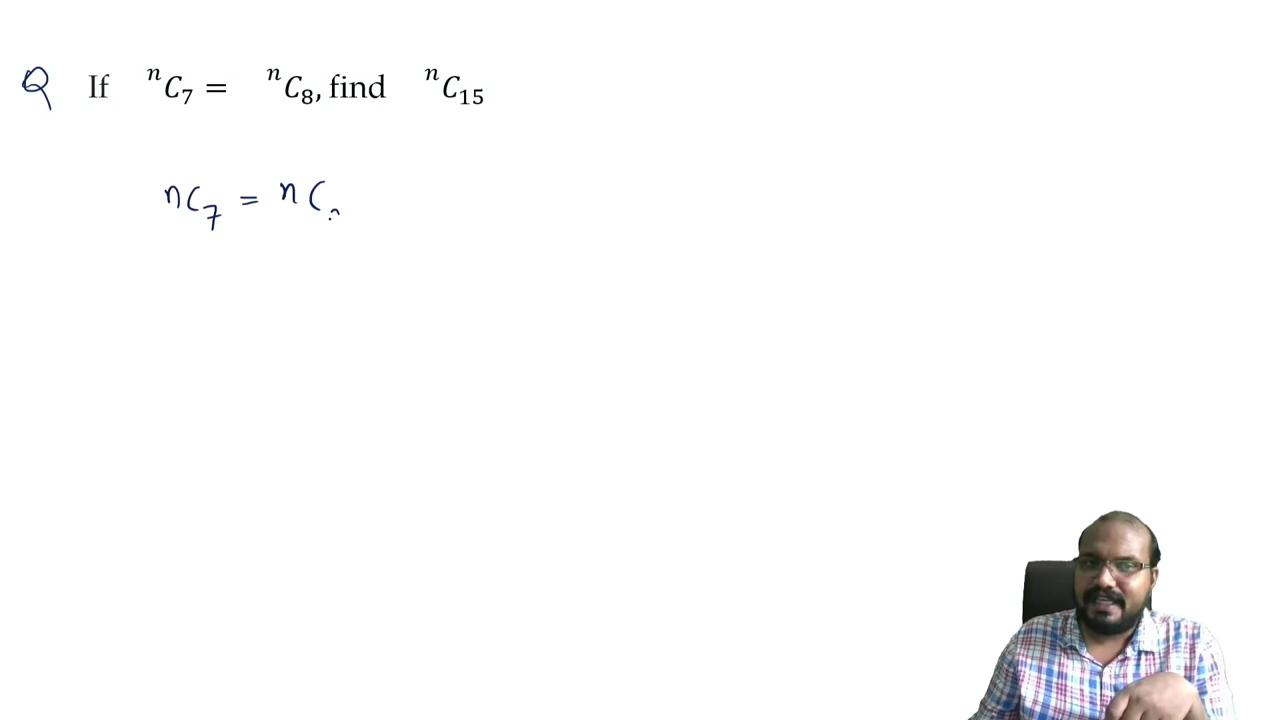 Q If ⁿC₇ = ⁿC₈, find ⁿC₁₅
nC₇ = nC